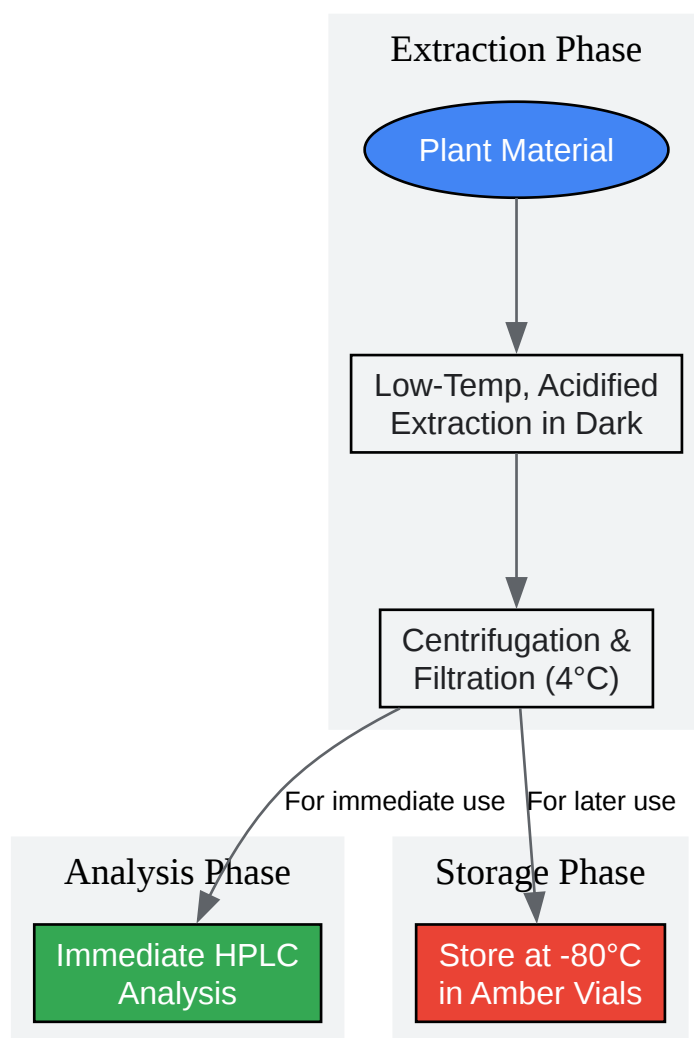 Extraction Phase
Plant Material
Low-Temp, Acidified
Extraction in Dark
Centrifugation &
Filtration (4°C)
For immediate use
For later use
Analysis Phase
Immediate HPLC
Analysis
Storage Phase
Store at -80°C
in Amber Vials